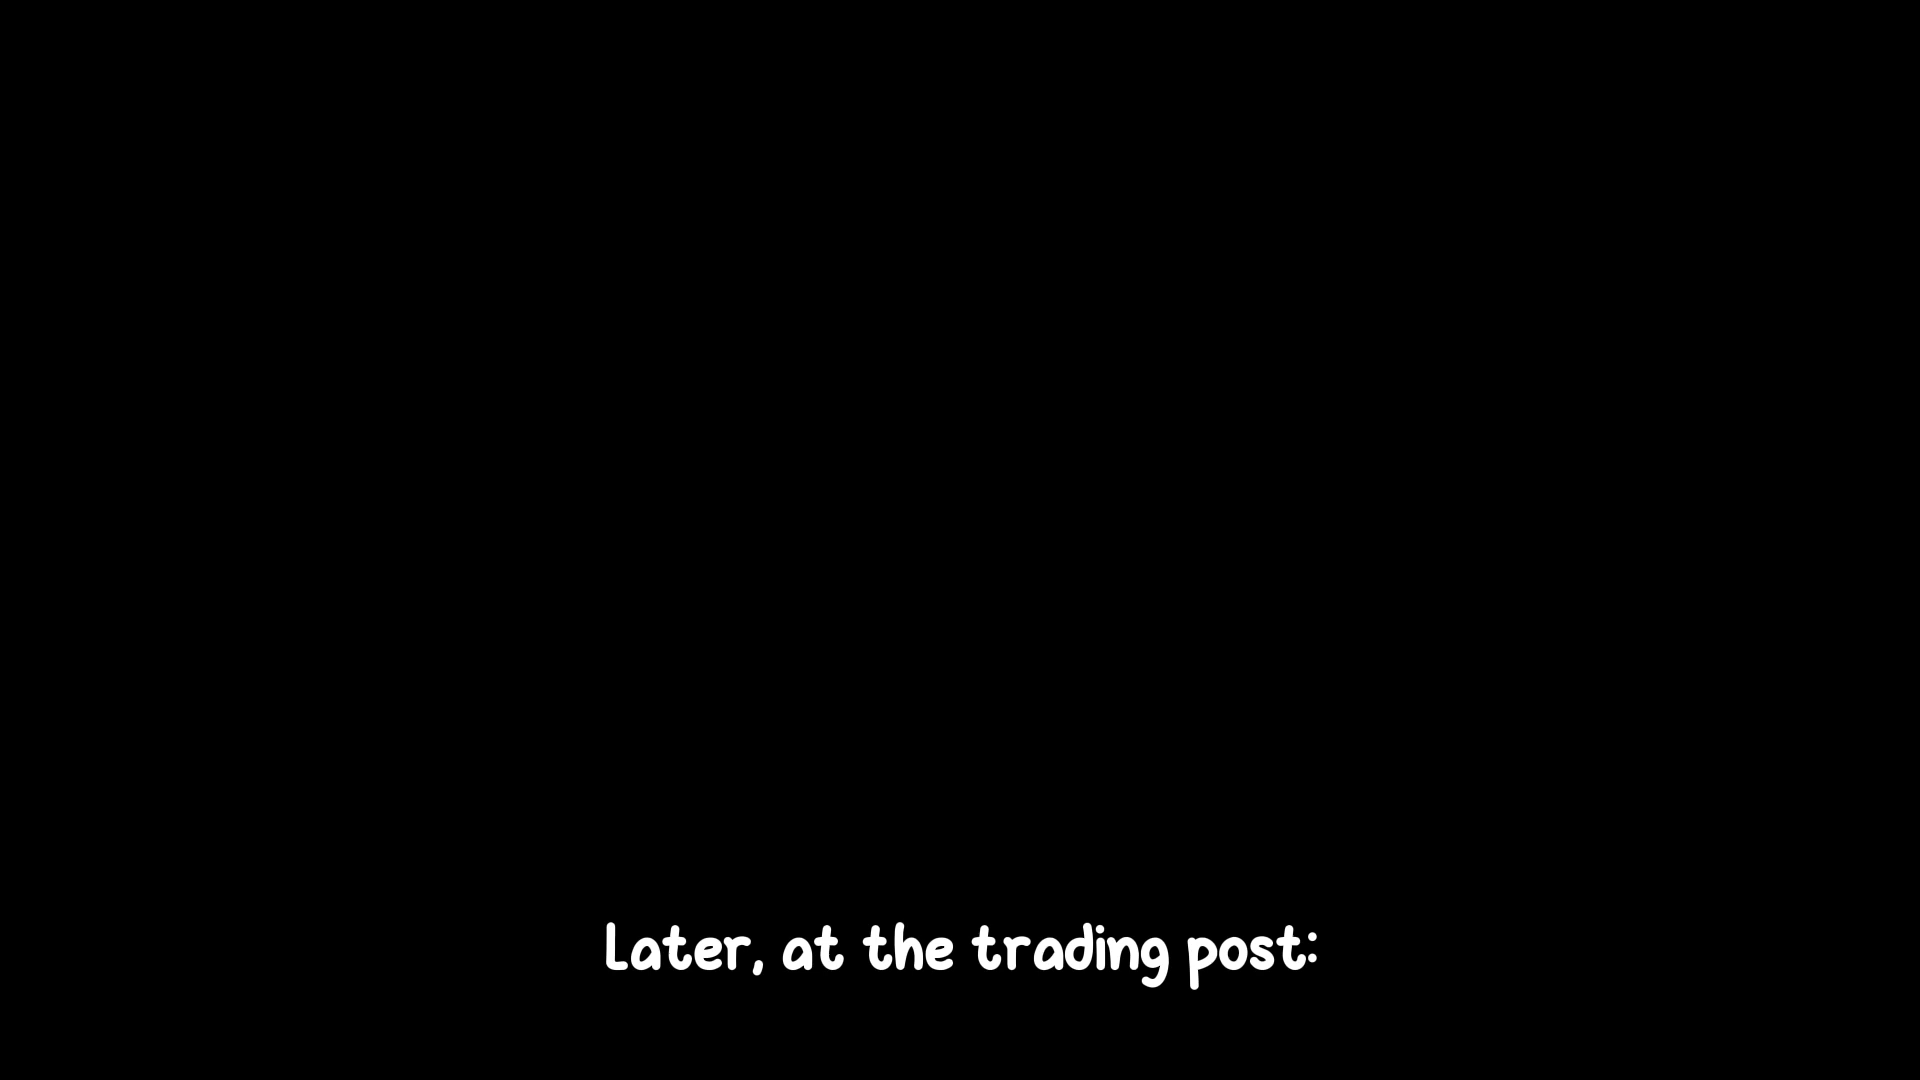 Later, at the trading post: